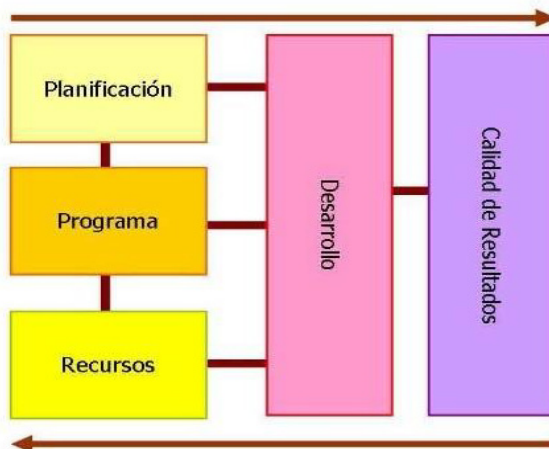 Planificación
Programa
Recursos
Desarrollo
Calidad de Resultados